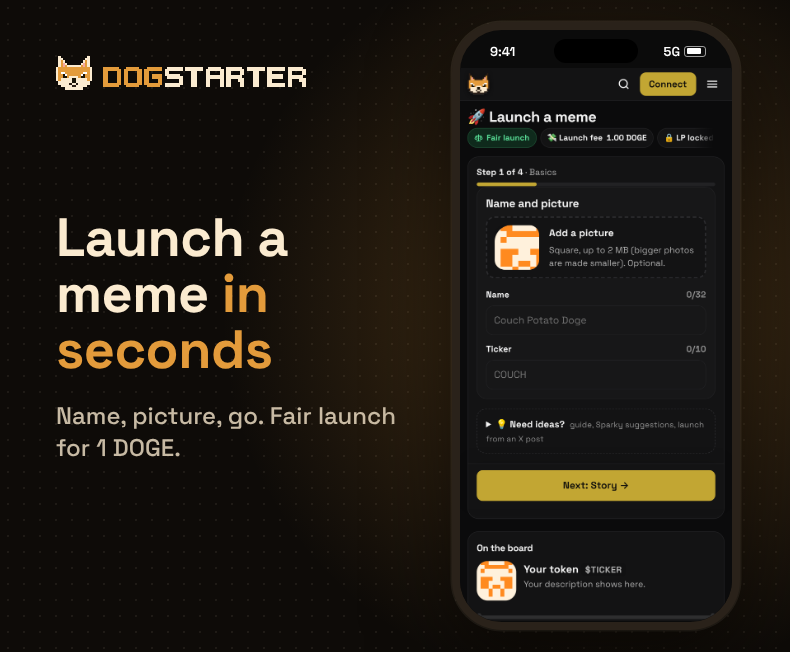 DOGSTARTER
Launch a
meme in
seconds
Name, picture, go. Fair launch
for 1 DOGE.
9:41
5G
Connect
🚀 Launch a meme
Fair launch
💸 Launch fee 1.00 DOGE
🔒 LP locked
Step 1 of 4 · Basics
Name and picture
Add a picture
Square, up to 2 MB (bigger photos
are made smaller). Optional.
Name
0/32
Couch Potato Doge
Ticker
0/10
COUCH
▶ 💡 Need ideas? guide, Sparky suggestions, launch
from an X post
Next: Story →
On the board
Your token $TICKER
Your description shows here.